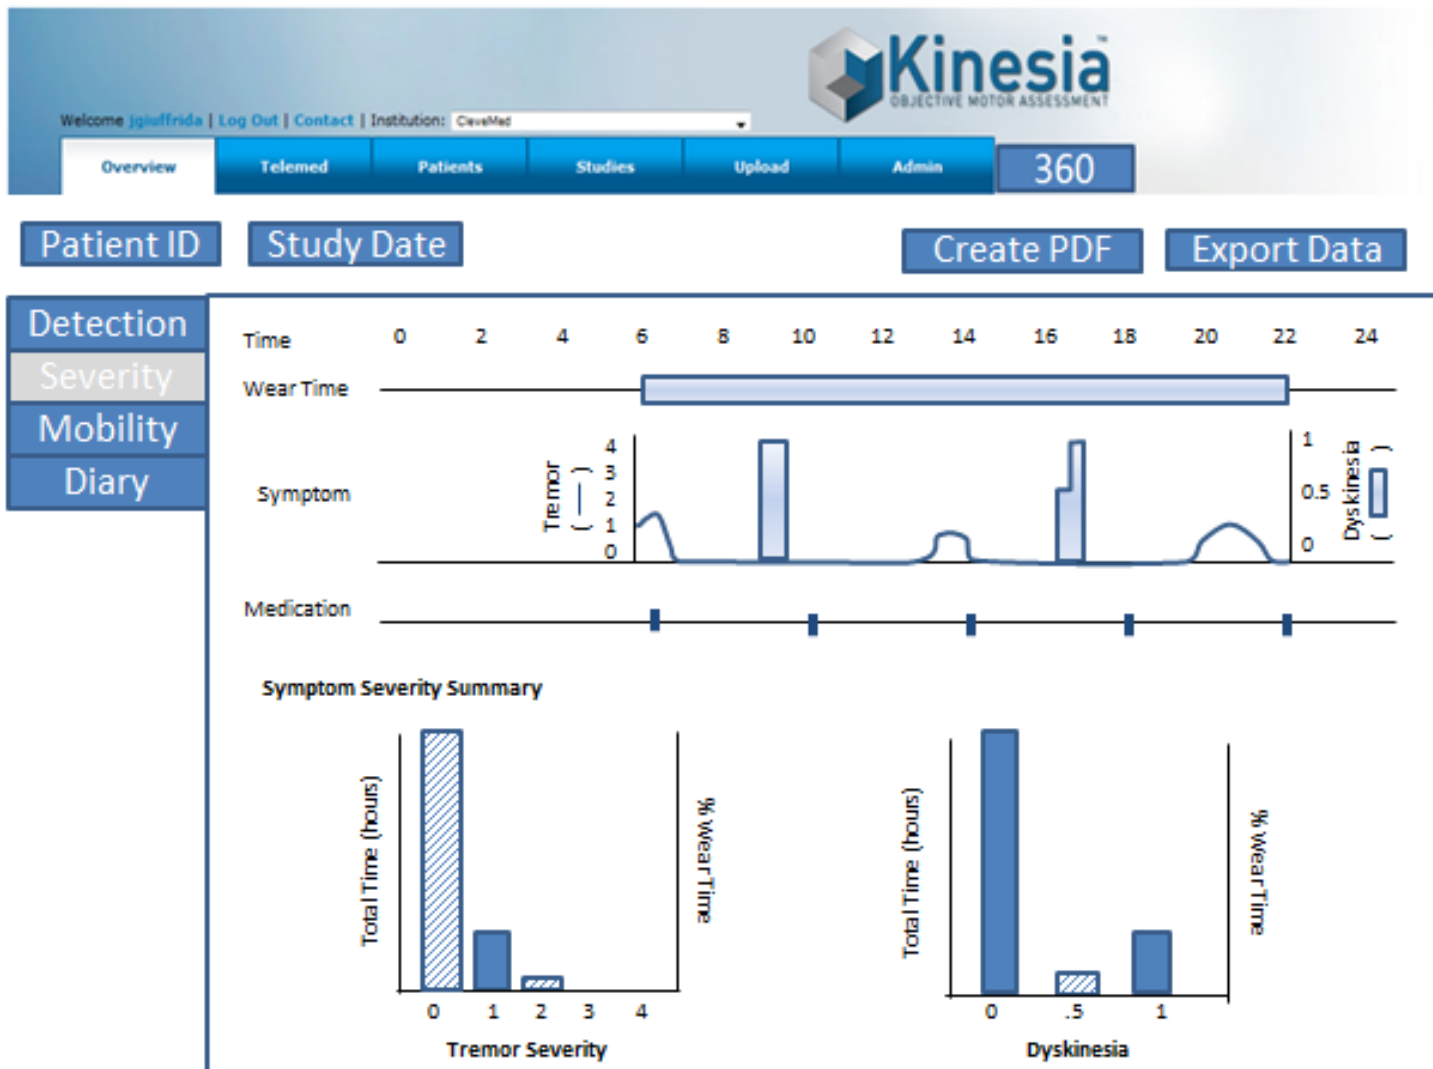 Kinesia™
OBJECTIVE MOTOR ASSESSMENT
Welcome jgiuffrida | Log Out | Contact | Institution: CleveMed
Overview Telemed Patients Studies Upload Admin 360
Patient ID Study Date Create PDF Export Data
Detection
Severity
Mobility
Diary
Time 0 2 4 6 8 10 12 14 16 18 20 22 24
Wear Time
Symptom
Tremor
( — )
4
3
2
1
0
1
0.5
0
Dyskinesia
( )
Medication
Symptom Severity Summary
Total Time (hours)
% Wear Time
0 1 2 3 4
Tremor Severity
Total Time (hours)
% Wear Time
0 .5 1
Dyskinesia